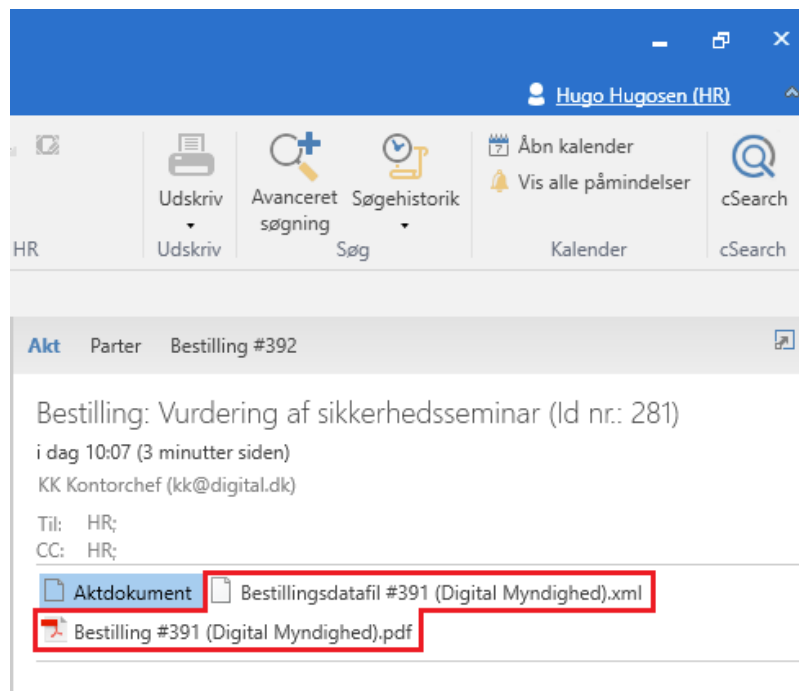 Hugo Hugosen (HR)
Udskriv
Avanceret søgning
Søgehistorik
Åbn kalender
Vis alle påmindelser
cSearch
HR
Udskriv
Søg
Kalender
cSearch
Akt Parter Bestilling #392
Bestilling: Vurdering af sikkerhedsseminar (Id nr.: 281)
i dag 10:07 (3 minutter siden)
KK Kontorchef (kk@digital.dk)
Til: HR;
CC: HR;
Aktdokument Bestillingsdatafil #391 (Digital Myndighed).xml
Bestilling #391 (Digital Myndighed).pdf